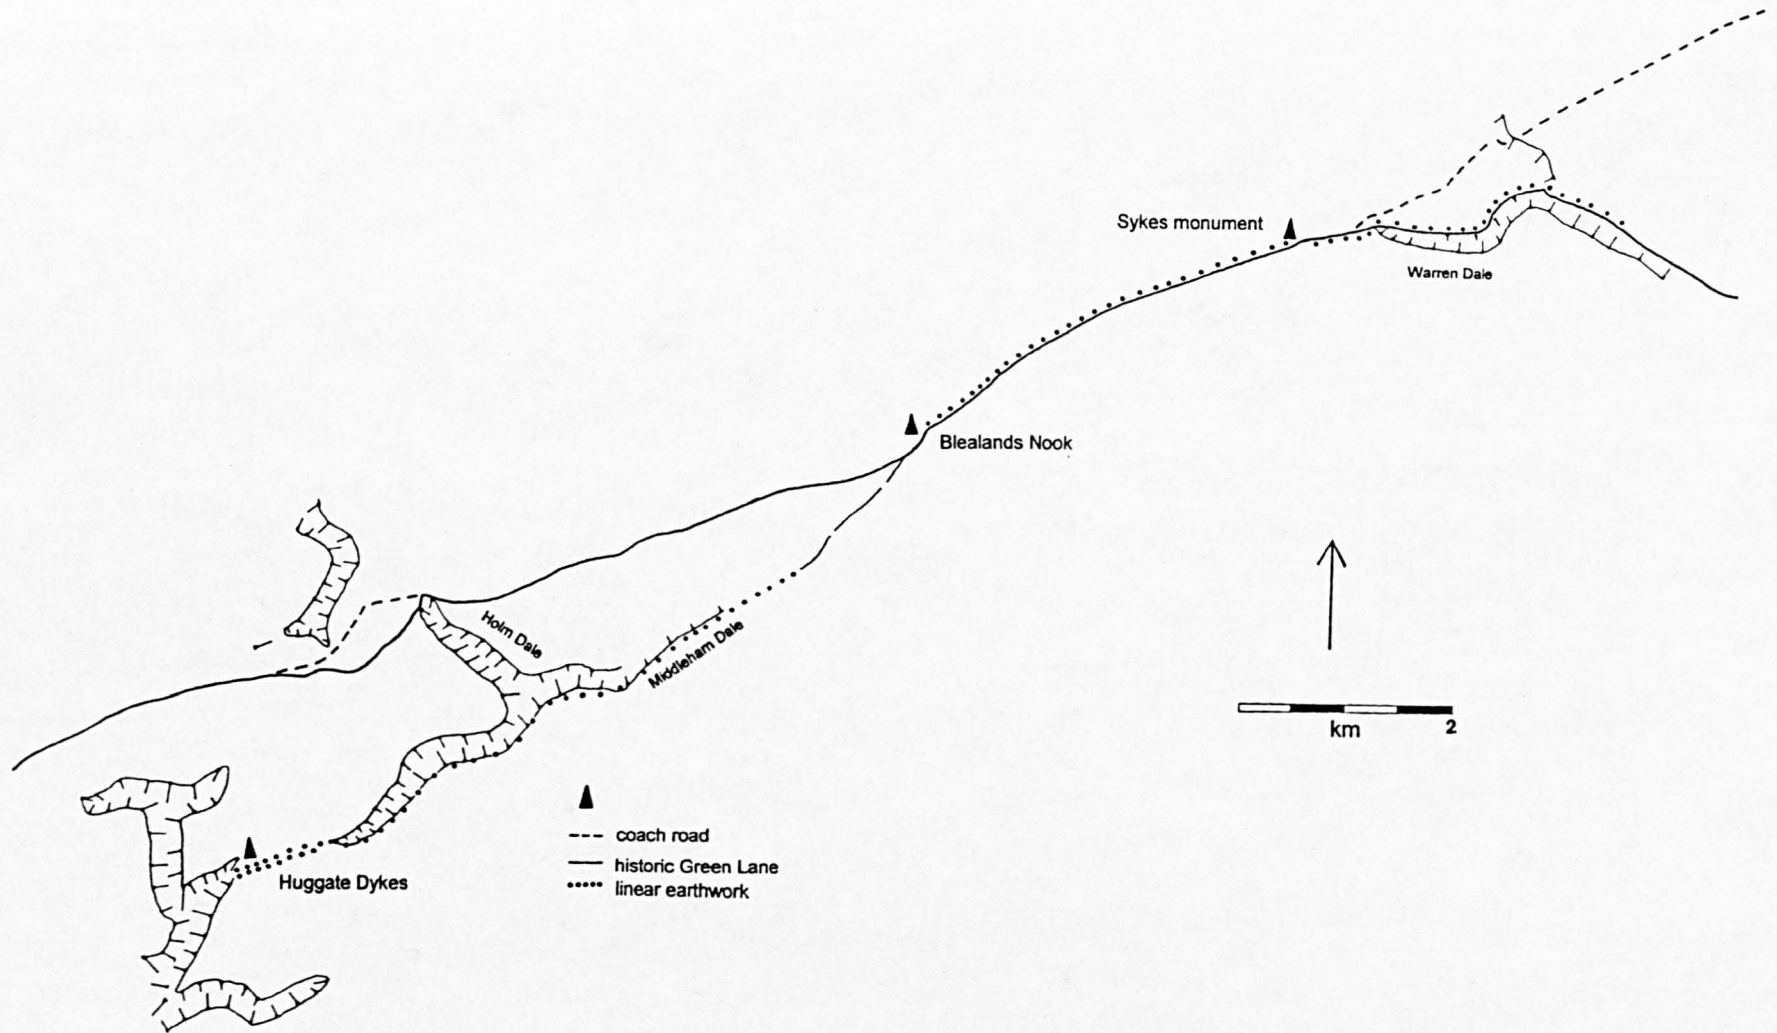 Sykes monument
Warren Dale
Blealands Nook
Holm Dale
Middleham Dale
km
2
coach road
historic Green Lane
linear earthwork
Huggate Dykes